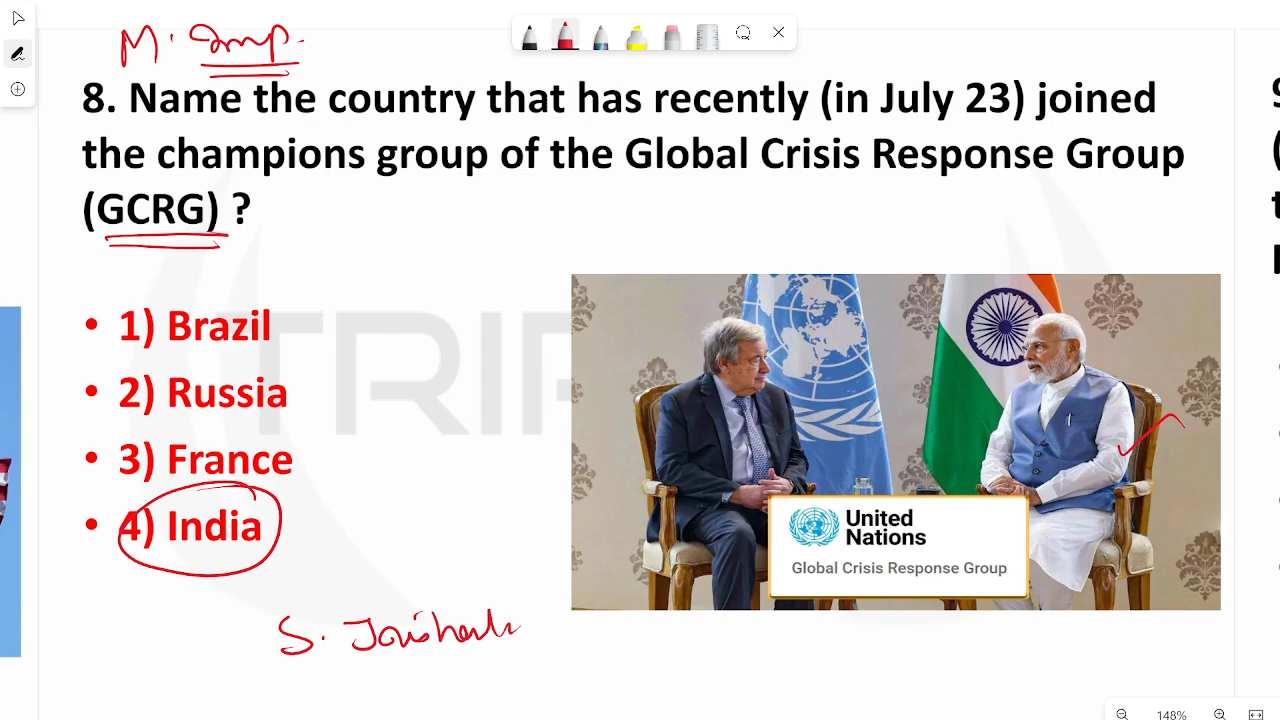 M. Imp.
8. Name the country that has recently (in July 23) joined
the champions group of the Global Crisis Response Group
(GCRG) ?
• 1) Brazil
• 2) Russia
• 3) France
• 4) India
United
Nations
Global Crisis Response Group
S.
148%